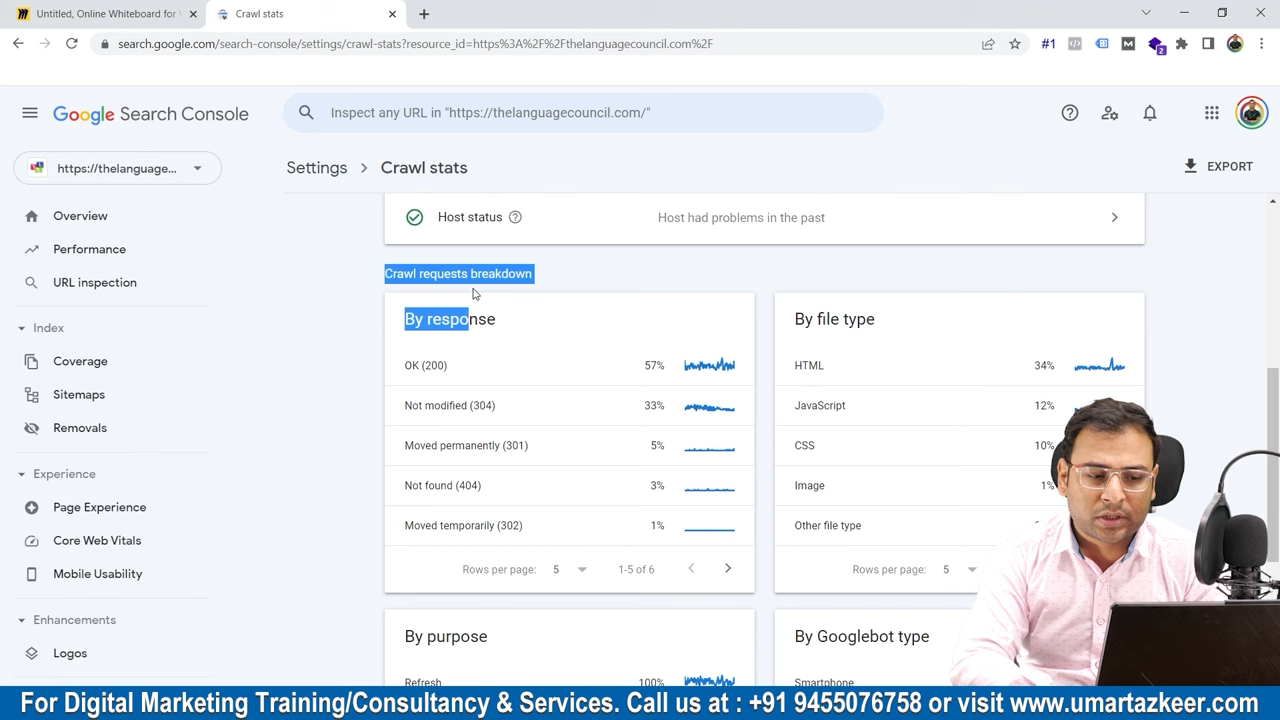 Untitled, Online Whiteboard for
Crawl stats
search.google.com/search-console/settings/crawl-stats?resource_id=https%3A%2F%2Fthelanguagecouncil.com%2F
#1
2
Google Search Console
Inspect any URL in "https://thelanguagecouncil.com/"
https://thelanguage...
Settings
Crawl stats
EXPORT
Overview
Performance
URL inspection
Index
Coverage
Sitemaps
Removals
Experience
Page Experience
Core Web Vitals
Mobile Usability
Enhancements
Logos
Host status
Host had problems in the past
Crawl requests breakdown
By response
OK (200) 57%
Not modified (304) 33%
Moved permanently (301) 5%
Not found (404) 3%
Moved temporarily (302) 1%
Rows per page: 5 1-5 of 6
By file type
HTML 34%
JavaScript 12%
CSS 10%
Image 1%
Other file type
Rows per page: 5
By purpose
Refresh 100%
By Googlebot type
Smartphone
For Digital Marketing Training/Consultancy & Services. Call us at : +91 9455076758 or visit www.umartazkeer.com